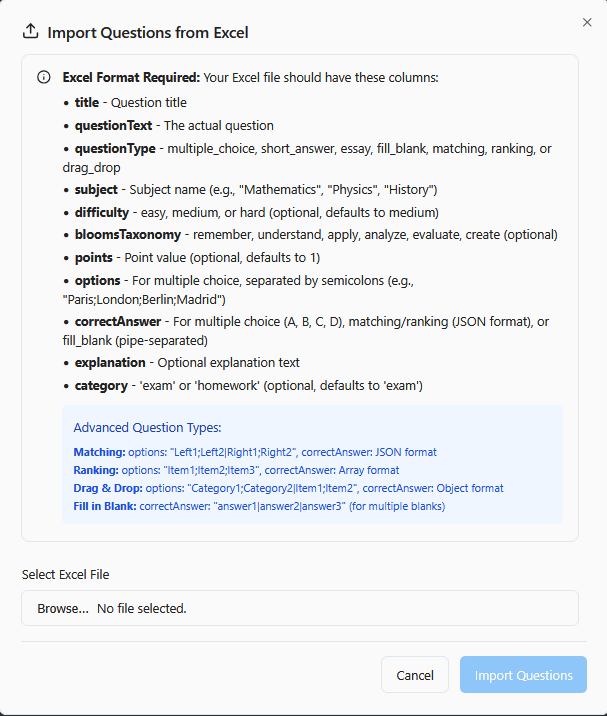 Import Questions from Excel
Excel Format Required: Your Excel file should have these columns:
• title - Question title
• questionText - The actual question
• questionType - multiple_choice, short_answer, essay, fill_blank, matching, ranking, or
drag_drop
• subject - Subject name (e.g., "Mathematics", "Physics", "History")
• difficulty - easy, medium, or hard (optional, defaults to medium)
• bloomsTaxonomy - remember, understand, apply, analyze, evaluate, create (optional)
• points - Point value (optional, defaults to 1)
• options - For multiple choice, separated by semicolons (e.g.,
"Paris;London;Berlin;Madrid")
• correctAnswer - For multiple choice (A, B, C, D), matching/ranking (JSON format), or
fill_blank (pipe-separated)
• explanation - Optional explanation text
• category - 'exam' or 'homework' (optional, defaults to 'exam')
Advanced Question Types:
Matching: options: "Left1;Left2|Right1;Right2", correctAnswer: JSON format
Ranking: options: "Item1;Item2;Item3", correctAnswer: Array format
Drag & Drop: options: "Category1;Category2|Item1;Item2", correctAnswer: Object format
Fill in Blank: correctAnswer: "answer1|answer2|answer3" (for multiple blanks)
Select Excel File
Browse... No file selected.
Cancel
Import Questions